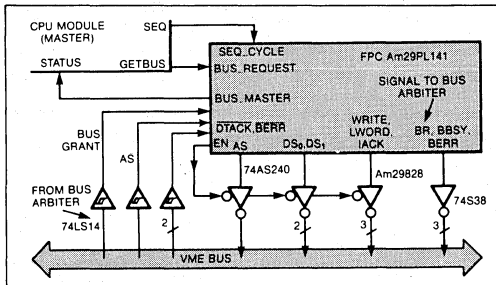 CPU MODULE
(MASTER)
SEQ
STATUS
GETBUS
SEQ_CYCLE
FPC Am29PL141
BUS_REQUEST
SIGNAL TO BUS
ARBITER
BUS_MASTER
BUS
GRANT
AS
DTACK, BERR
EN AS
DS0, DS1
WRITE,
LWORD,
IACK
BR, BBSY,
BERR
74AS240
Am29828
74S38
FROM BUS
ARBITER
74LS14
2
2
3
3
VME BUS